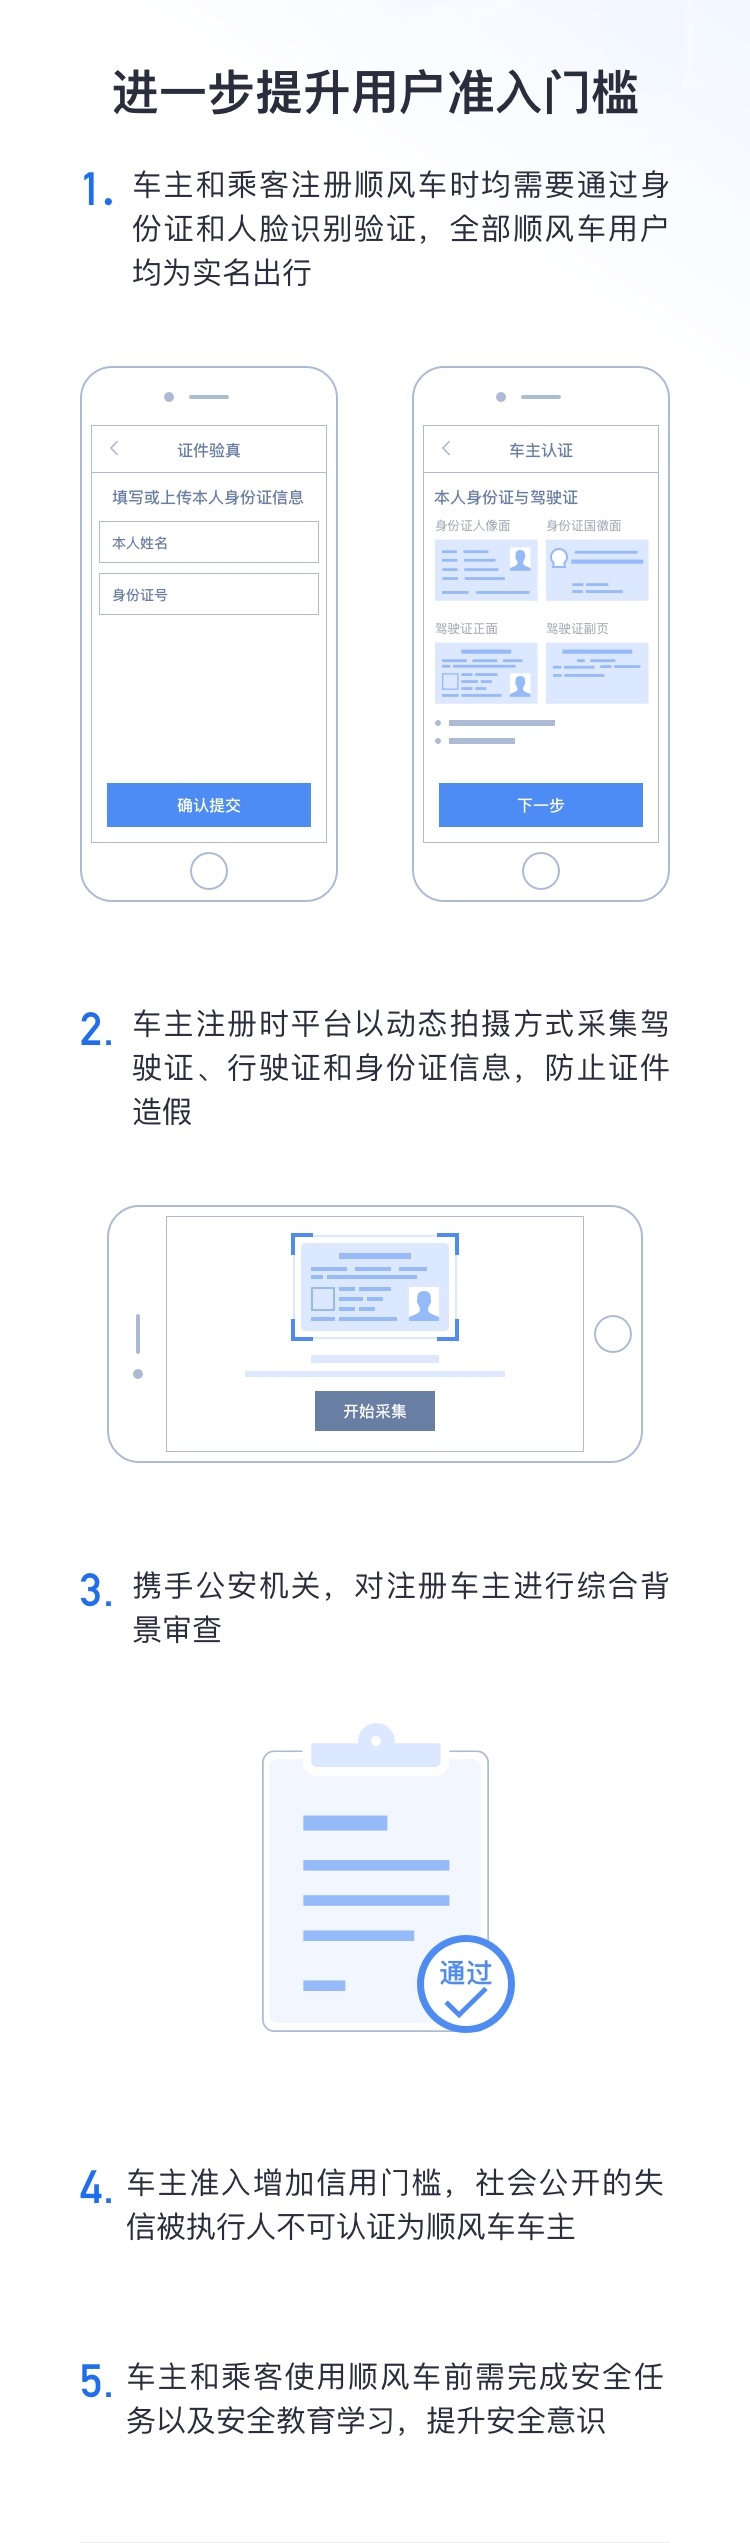 进一步提升用户准入门槛
1. 车主和乘客注册顺风车时均需要通过身
份证和人脸识别验证，全部顺风车用户
均为实名出行
证件验真
填写或上传本人身份证信息
本人姓名
身份证号
确认提交
车主认证
本人身份证与驾驶证
身份证人像面 身份证国徽面
驾驶证正面 驾驶证副页
下一步
2. 车主注册时平台以动态拍摄方式采集驾
驶证、行驶证和身份证信息，防止证件
造假
开始采集
3. 携手公安机关，对注册车主进行综合背
景审查
通过
4. 车主准入增加信用门槛，社会公开的失
信被执行人不可认证为顺风车车主
5. 车主和乘客使用顺风车前需完成安全任
务以及安全教育学习，提升安全意识